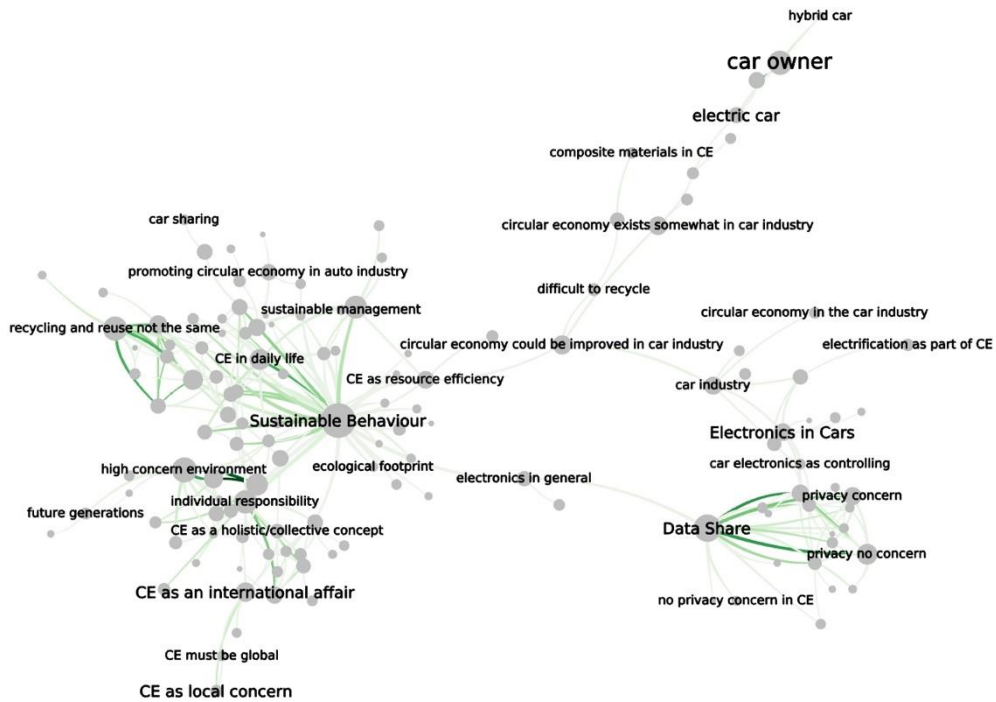 hybrid car
car owner
electric car
composite materials in CE
car sharing
circular economy exists somewhat in car industry
promoting circular economy in auto industry
difficult to recycle
sustainable management
circular economy in the car industry
recycling and reuse not the same
circular economy could be improved in car industry
electrification as part of CE
CE in daily life
CE as resource efficiency
car industry
Sustainable Behaviour
Electronics in Cars
high concern environment
ecological footprint
car electronics as controlling
electronics in general
privacy concern
individual responsibility
future generations
CE as a holistic/collective concept
Data Share
privacy no concern
CE as an international affair
no privacy concern in CE
CE must be global
CE as local concern